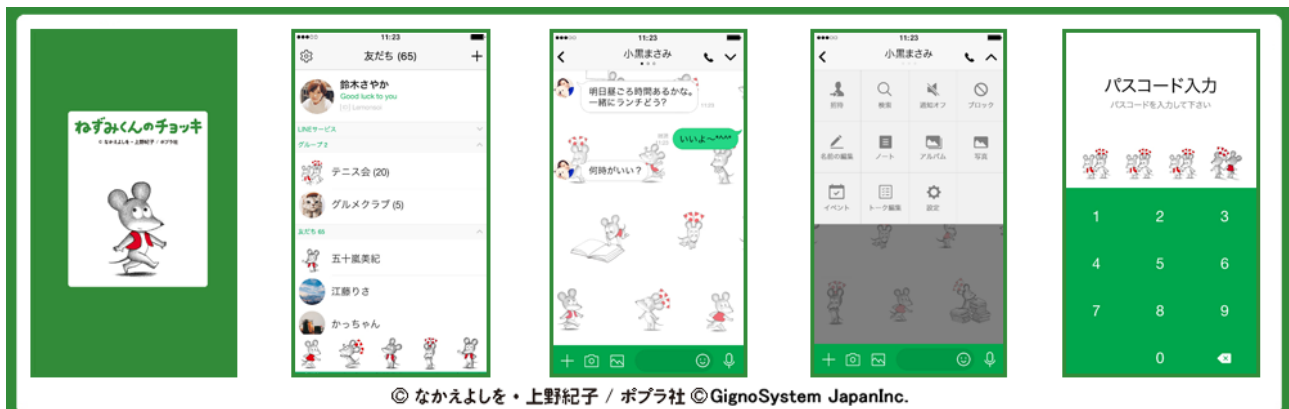 ねずみくんのチョッキ
© なかえよしを・上野紀子 / ポプラ社
11:23
友だち (65)
鈴木さやか
Good luck to you
LINEサービス
グループ 2
テニス会 (20)
グルメクラブ (5)
友だち 65
五十嵐美紀
江藤りさ
かっちゃん
11:23
小黒まさみ
明日昼ごろ時間あるかな。
一緒にランチどう?
11:23
既読
11:23
いいよ〜^^^^
何時がいい?
11:23
小黒まさみ
招待
検索
通知オフ
ブロック
名前の編集
ノート
アルバム
写真
イベント
トーク編集
設定
パスコード入力
パスコードを入力して下さい
1 2 3
4 5 6
7 8 9
0
© なかえよしを・上野紀子 / ポプラ社 ©GignoSystem JapanInc.